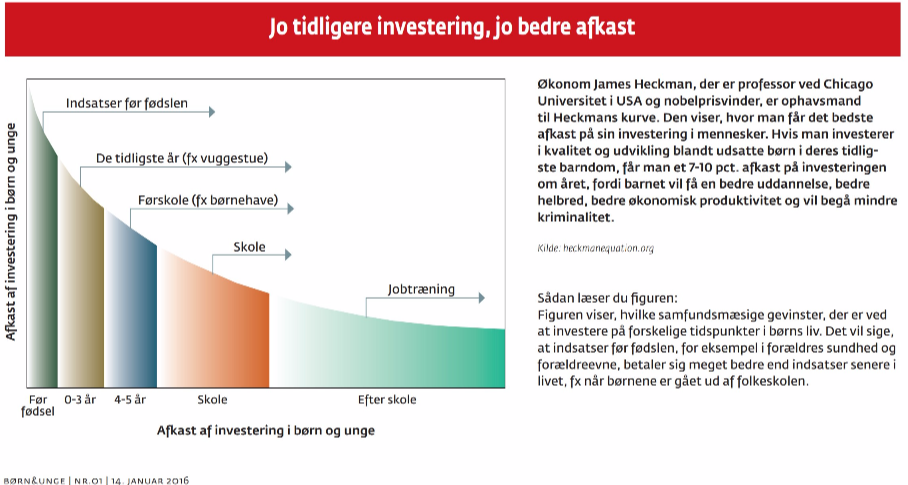 Jo tidligere investering, jo bedre afkast
Afkast af investering i børn og unge
Indsatser før fødslen
De tidligste år (fx vuggestue)
Førskole (fx børnehave)
Skole
Jobtræning
Før
fødsel
0-3 år
4-5 år
Skole
Efter skole
Afkast af investering i børn og unge
Økonom James Heckman, der er professor ved Chicago
Universitet i USA og nobelprisvinder, er ophavsmand
til Heckmans kurve. Den viser, hvor man får det bedste
afkast på sin investering i mennesker. Hvis man investerer
i kvalitet og udvikling blandt udsatte børn i deres tidlig-
ste barndom, får man et 7-10 pct. afkast på investeringen
om året, fordi barnet vil få en bedre uddannelse, bedre
helbred, bedre økonomisk produktivitet og vil begå mindre
kriminalitet.
Kilde: heckmanequation.org
Sådan læser du figuren:
Figuren viser, hvilke samfundsmæsige gevinster, der er ved
at investere på forskelige tidspunkter i børns liv. Det vil sige,
at indsatser før fødslen, for eksempel i forældres sundhed og
forældreevne, betaler sig meget bedre end indsatser senere i
livet, fx når børnene er gået ud af folkeskolen.
BØRN&UNGE | NR.01 | 14. JANUAR 2016